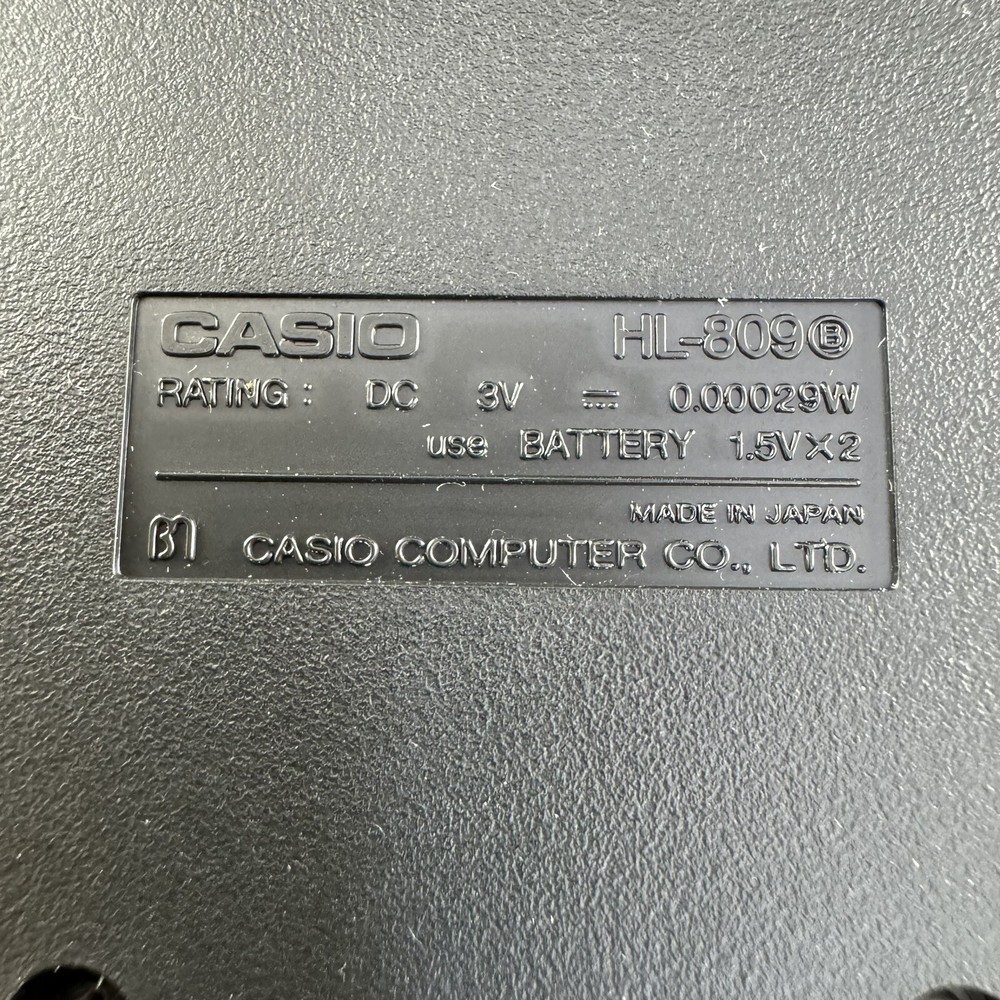 CASIO HL-809 Ⓑ
RATING : DC 3V ⎓ 0.00029W
use BATTERY 1.5V×2
MADE IN JAPAN
CASIO COMPUTER CO., LTD.